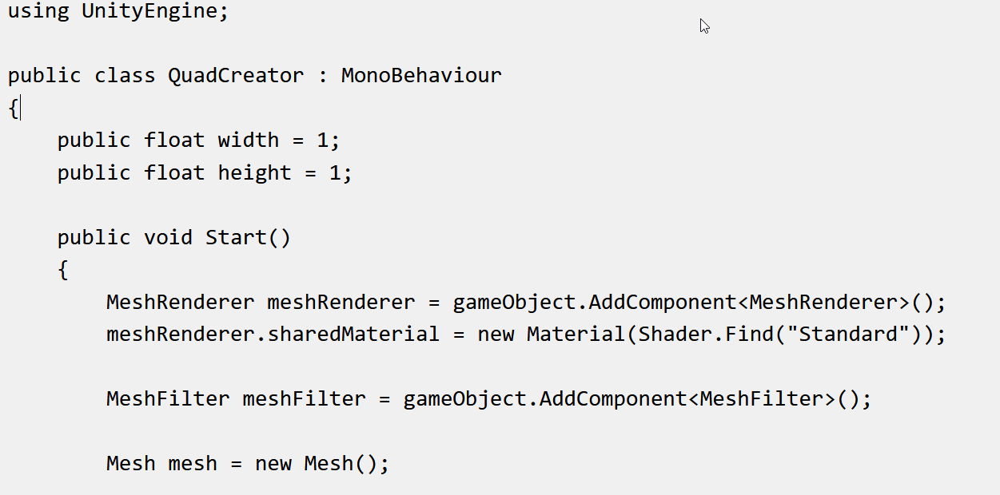 using UnityEngine;
public class QuadCreator : MonoBehaviour
{
public float width = 1;
public float height = 1;
public void Start()
{
MeshRenderer meshRenderer = gameObject.AddComponent<MeshRenderer>();
meshRenderer.sharedMaterial = new Material(Shader.Find("Standard"));
MeshFilter meshFilter = gameObject.AddComponent<MeshFilter>();
Mesh mesh = new Mesh();